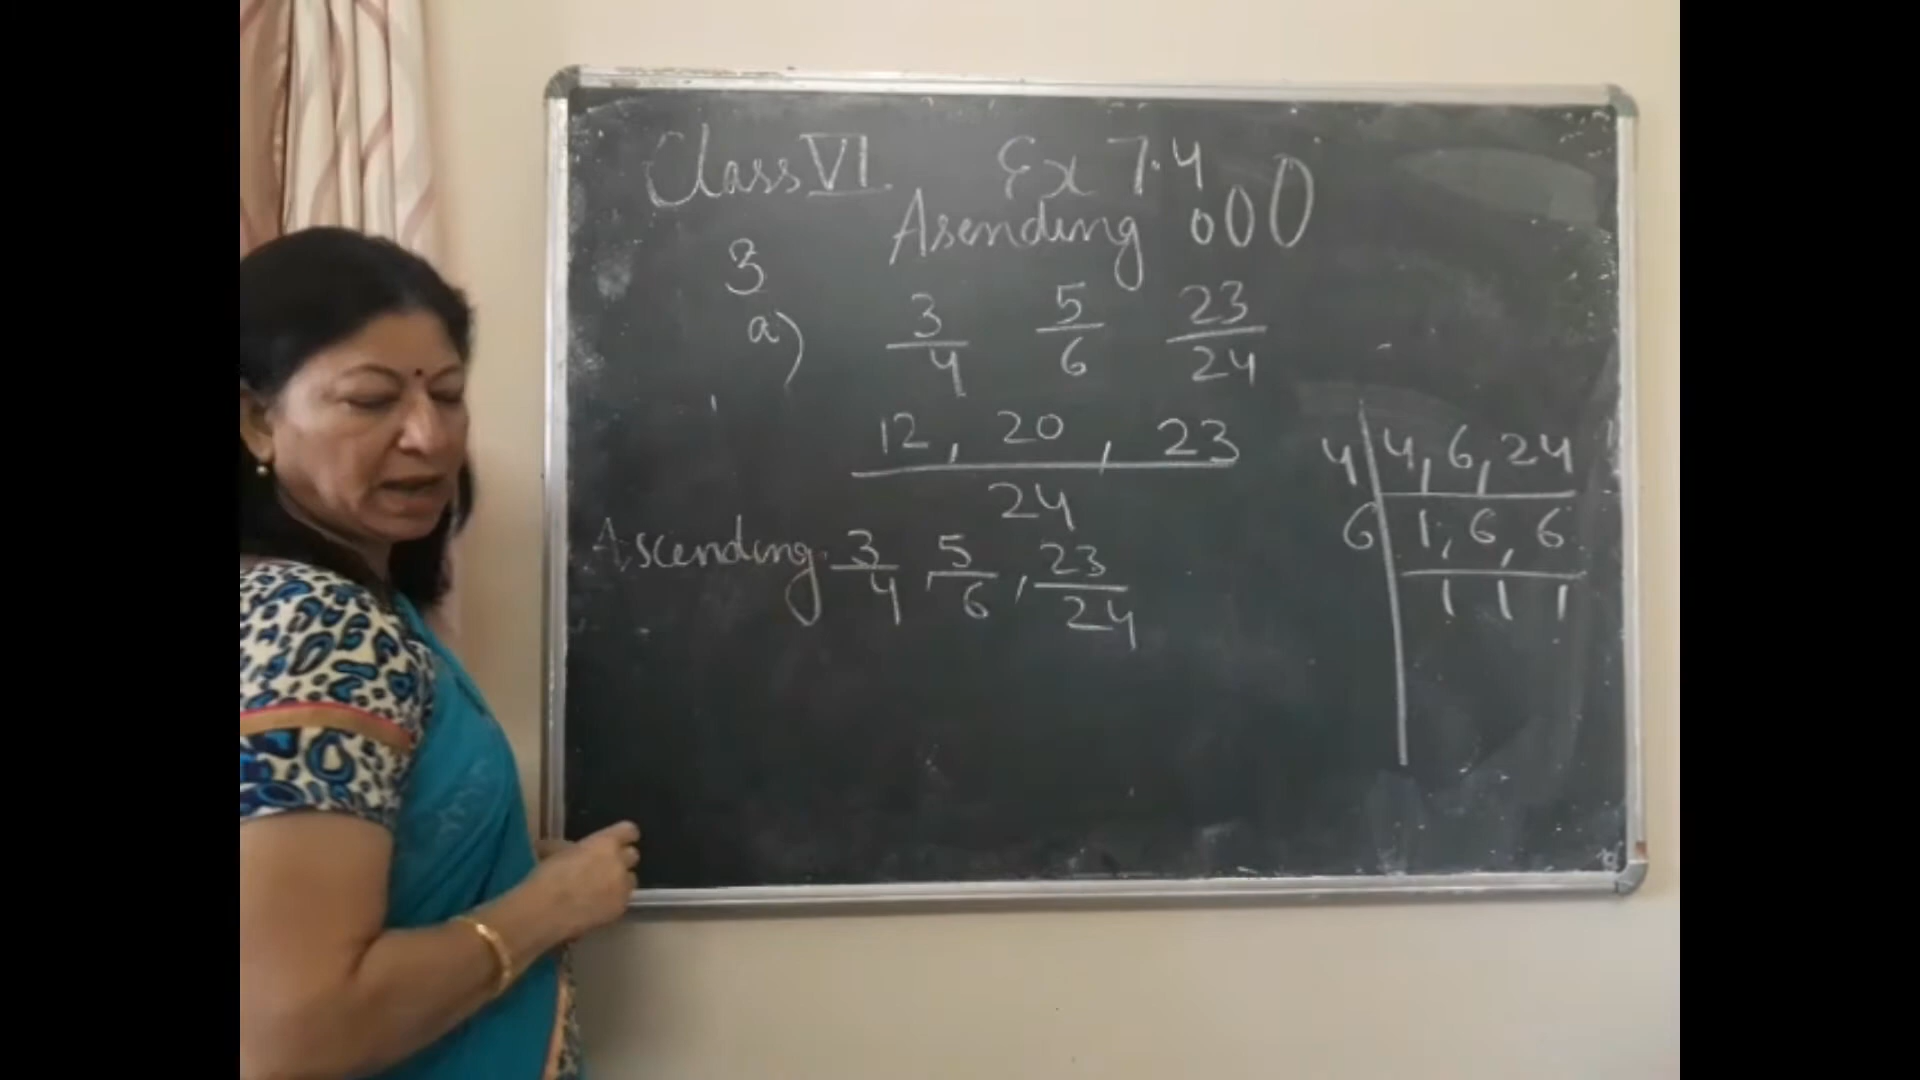 Class VI Ex 7.4
Asending 000
3
a) 3/4 5/6 23/24
12, 20, 23
24
Ascending 3/4, 5/6, 23/24
4 | 4, 6, 24
6 | 1, 6, 6
1 1 1